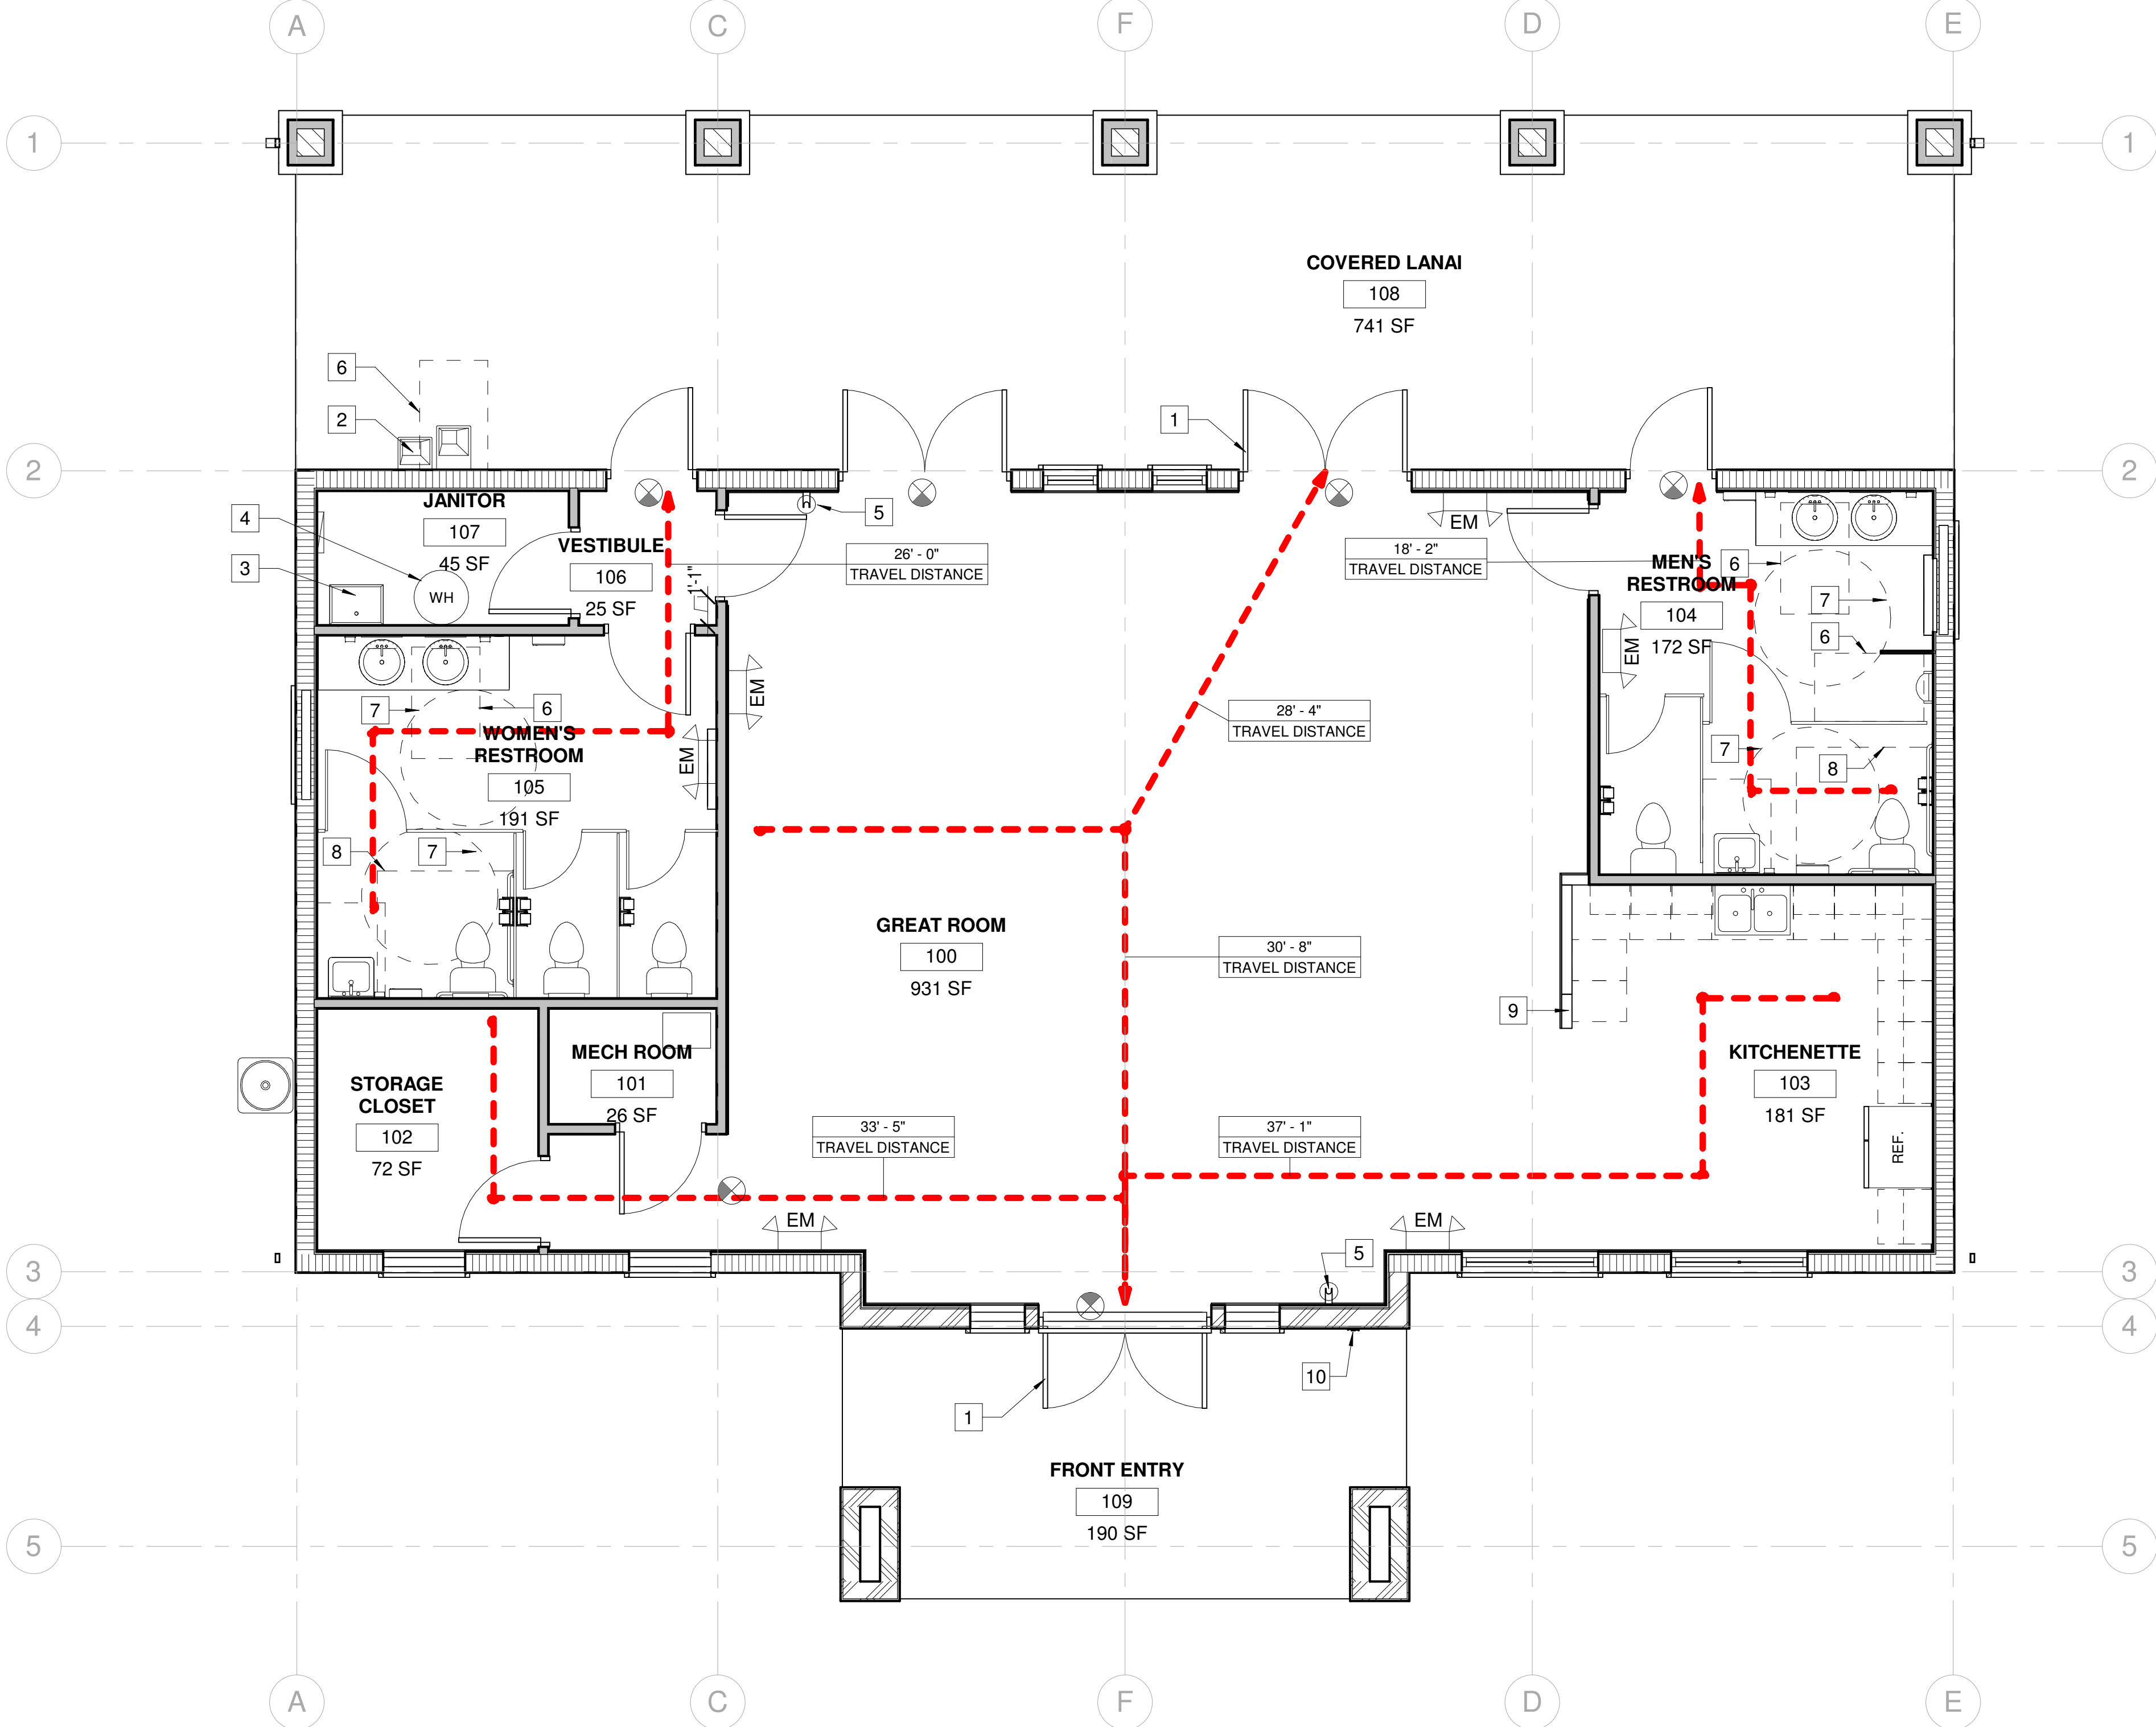 A C F D E
1 1
COVERED LANAI
108
741 SF
6
2
1
2 2
JANITOR
107
45 SF
4
3
WH
VESTIBULE
106
25 SF
1'-1"
5
26' - 0"
TRAVEL DISTANCE
EM
18' - 2"
TRAVEL DISTANCE
MEN'S
RESTROOM
104
172 SF
6
7
6
EM
7
8
EM
EM
7
6
WOMEN'S
RESTROOM
105
191 SF
8
7
28' - 4"
TRAVEL DISTANCE
GREAT ROOM
100
931 SF
30' - 8"
TRAVEL DISTANCE
9
MECH ROOM
101
26 SF
STORAGE
CLOSET
102
72 SF
KITCHENETTE
103
181 SF
REF.
33' - 5"
TRAVEL DISTANCE
37' - 1"
TRAVEL DISTANCE
EM
EM
5
3 3
4 4
10
1
FRONT ENTRY
109
190 SF
5 5
A C F D E